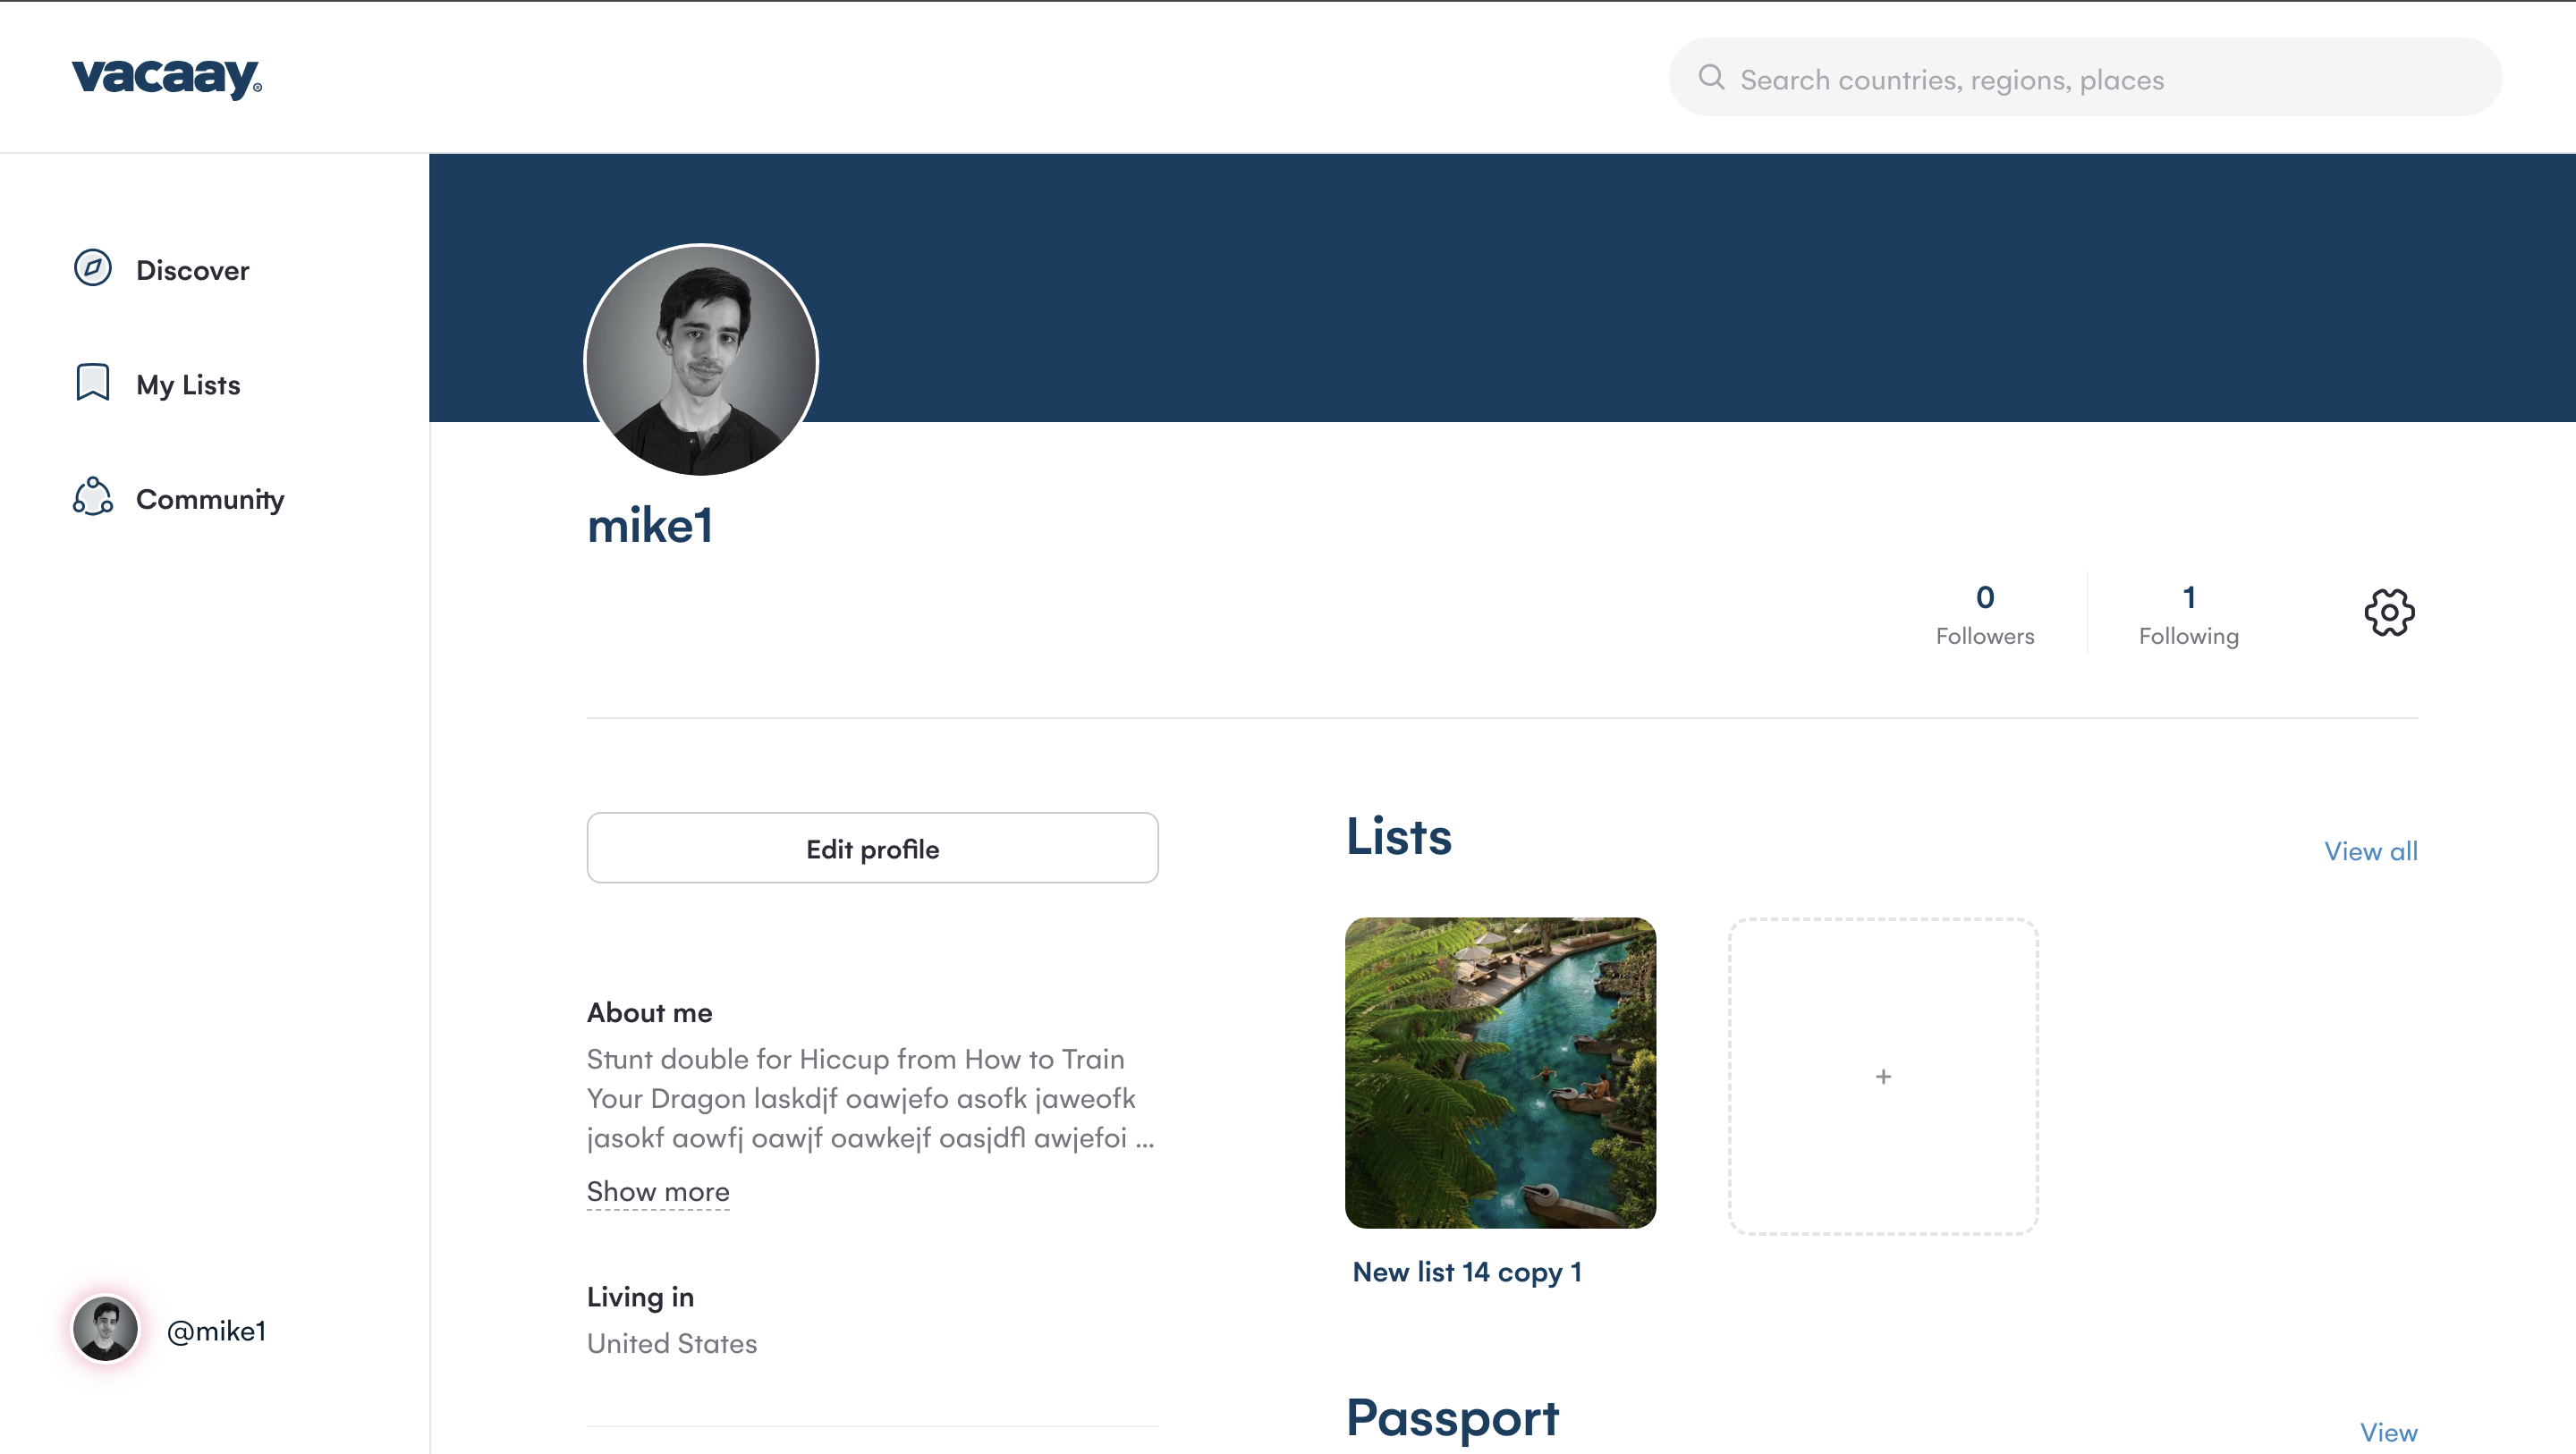 vacaay®
Search countries, regions, places
Discover
My Lists
Community
@mike1
mike1
0
Followers
1
Following
Edit profile
About me
Stunt double for Hiccup from How to Train
Your Dragon laskdjf oawjefo asofk jaweofk
jasokf aowfj oawjf oawkejf oasjdfl awjefoi ...
Show more
Living in
United States
Lists
View all
+
New list 14 copy 1
Passport
View